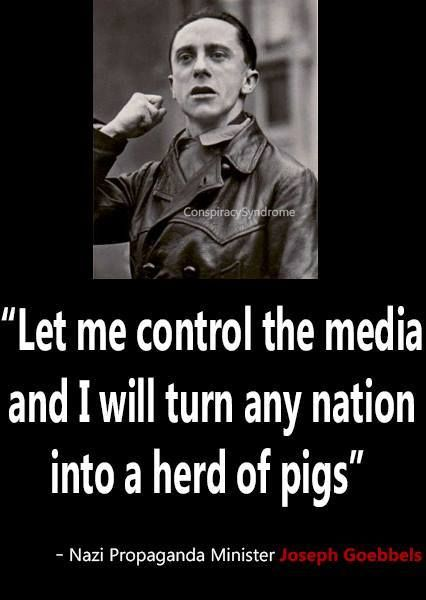 ConspiracySyndrome
“Let me control the media
and I will turn any nation
into a herd of pigs”
– Nazi Propaganda Minister Joseph Goebbels